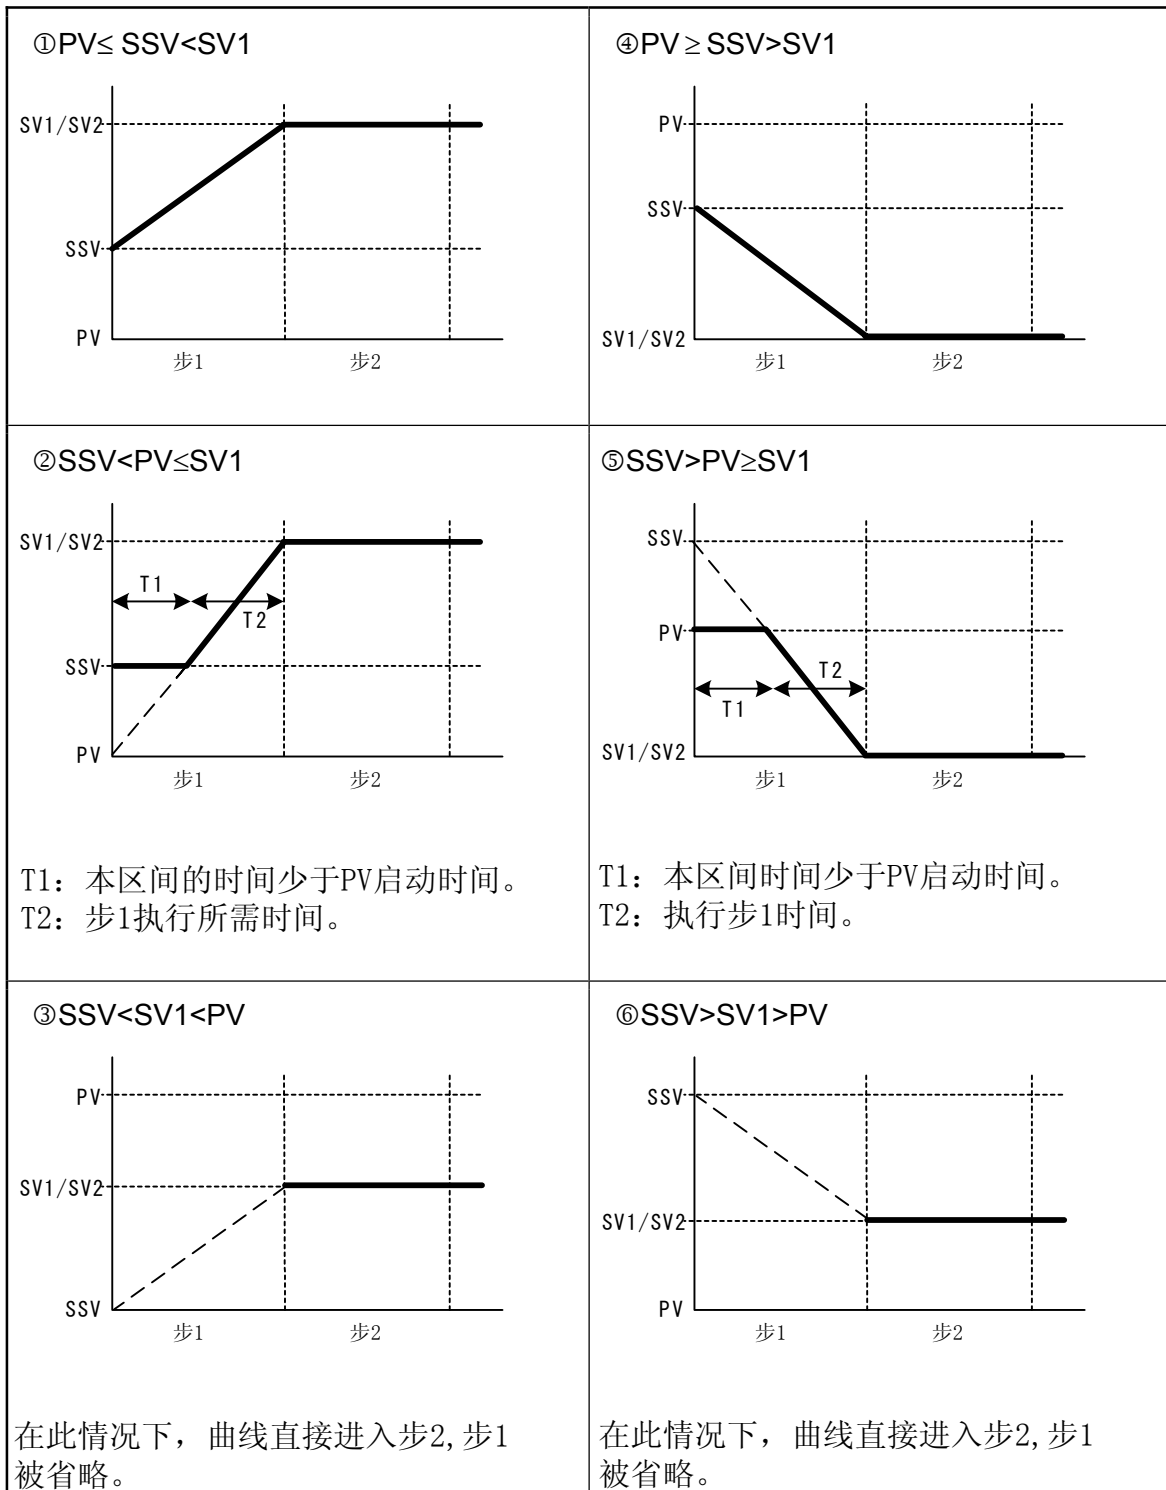 ①PV≤ SSV<SV1
SV1/SV2
SSV
PV
步1
步2
④PV≥SSV>SV1
PV
SSV
SV1/SV2
步1
步2
②SSV<PV≤SV1
SV1/SV2
T1
T2
SSV
PV
步1
步2
T1：本区间的时间少于PV启动时间。
T2：步1执行所需时间。
⑤SSV>PV≥SV1
SSV
PV
T2
T1
SV1/SV2
步1
步2
T1：本区间时间少于PV启动时间。
T2：执行步1时间。
③SSV<SV1<PV
PV
SV1/SV2
SSV
步1
步2
在此情况下，曲线直接进入步2,步1
被省略。
⑥SSV>SV1>PV
SSV
SV1/SV2
PV
步1
步2
在此情况下，曲线直接进入步2,步1
被省略。